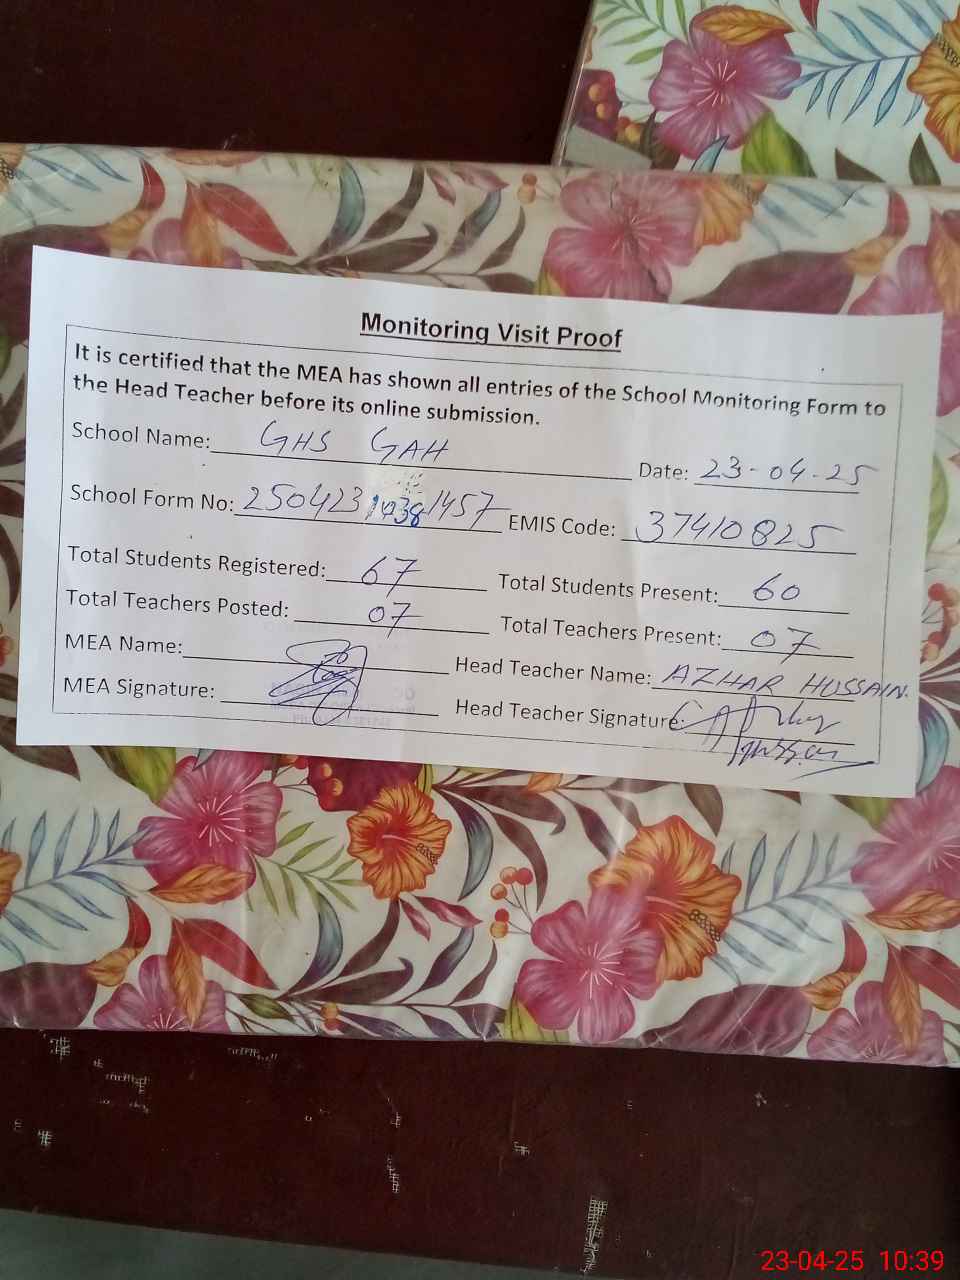 Monitoring Visit Proof
It is certified that the MEA has shown all entries of the School Monitoring Form to
the Head Teacher before its online submission.
School Name: GHS GAH Date: 23-04-25
School Form No: 25042310381457 EMIS Code: 37410825
Total Students Registered: 67 Total Students Present: 60
Total Teachers Posted: 07 Total Teachers Present: 07
MEA Name: Head Teacher Name: AZHAR HUSSAIN.
MEA Signature: Head Teacher Signature: Azhar
Hussain
23-04-25 10:39